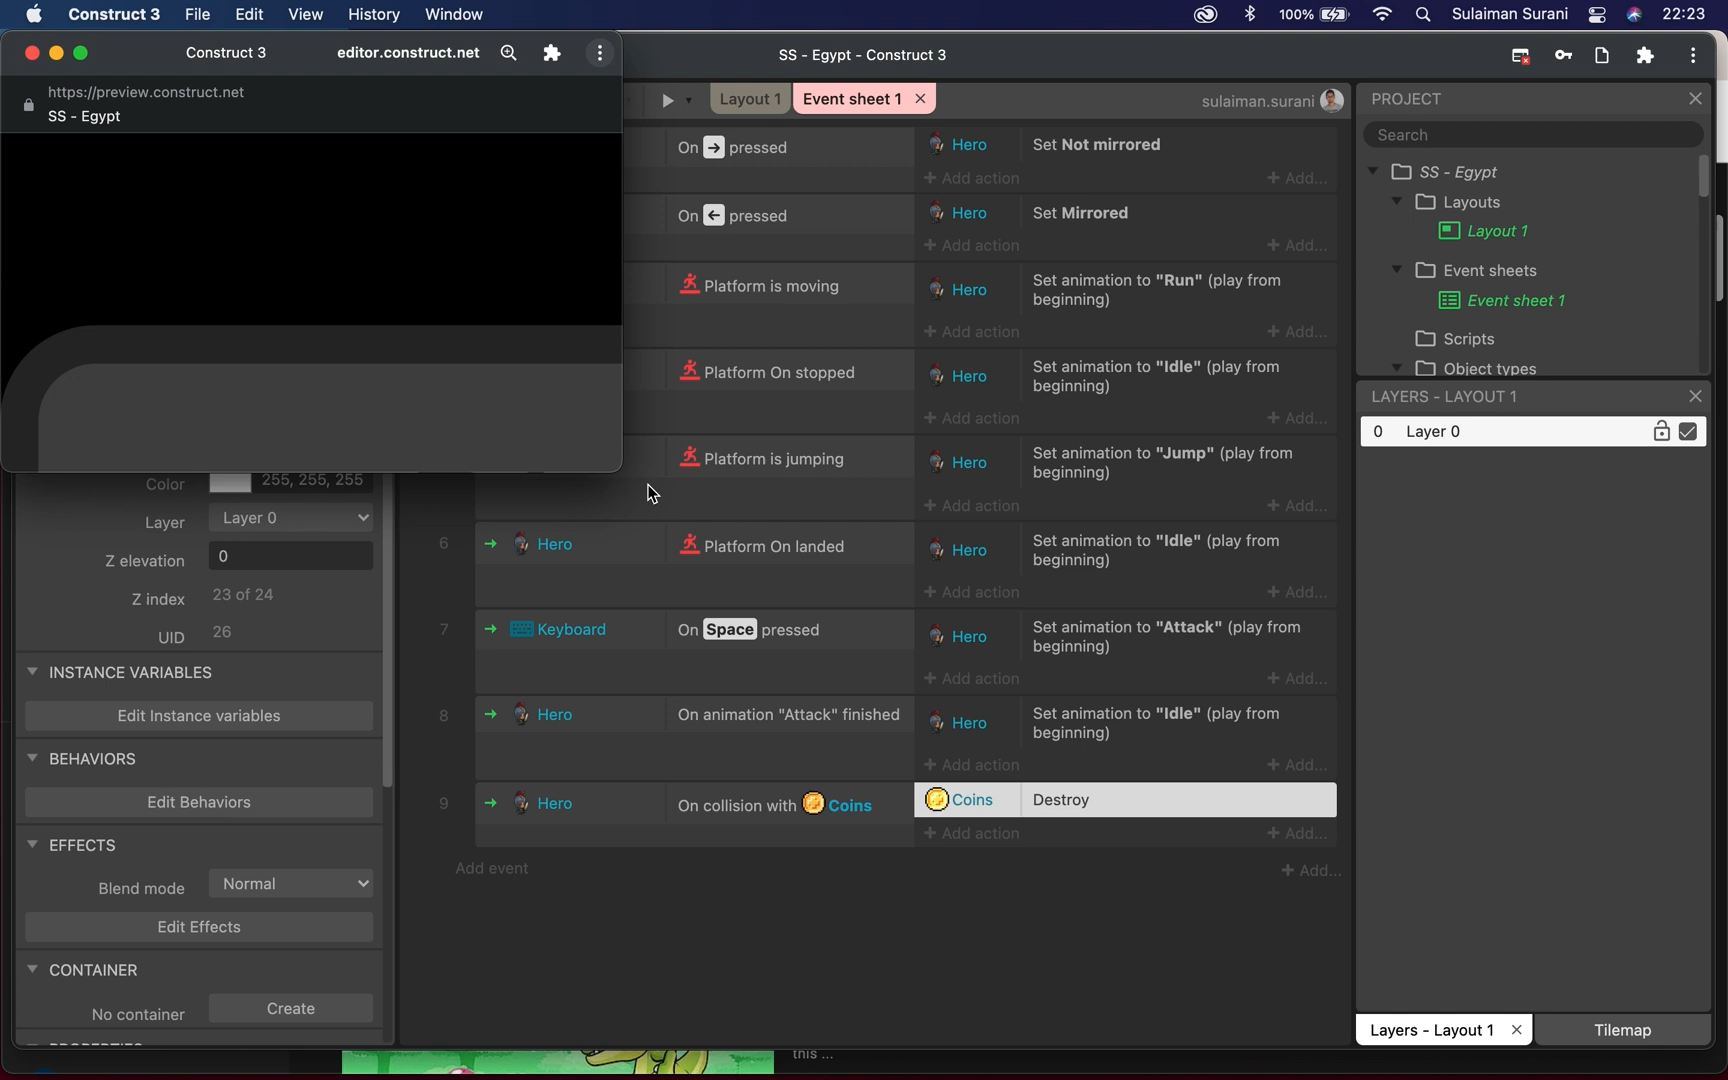 Construct 3 File Edit View History Window 100% Sulaiman Surani 22:23
Construct 3 editor.construct.net
https://preview.construct.net
SS - Egypt
SS - Egypt - Construct 3
Layout 1 Event sheet 1 sulaiman.surani
On → pressed Hero Set Not mirrored
+ Add action + Add...
On ← pressed Hero Set Mirrored
+ Add action + Add...
Platform is moving Hero Set animation to "Run" (play from
beginning)
+ Add action + Add...
Platform On stopped Hero Set animation to "Idle" (play from
beginning)
+ Add action + Add...
Platform is jumping Hero Set animation to "Jump" (play from
beginning)
+ Add action + Add...
6 → Hero Platform On landed Hero Set animation to "Idle" (play from
beginning)
+ Add action + Add...
7 → Keyboard On Space pressed Hero Set animation to "Attack" (play from
beginning)
+ Add action + Add...
8 → Hero On animation "Attack" finished Hero Set animation to "Idle" (play from
beginning)
+ Add action + Add...
9 → Hero On collision with Coins Coins Destroy
+ Add action + Add...
Add event + Add...
Color 255, 255, 255
Layer Layer 0
Z elevation 0
Z index 23 of 24
UID 26
INSTANCE VARIABLES
Edit Instance variables
BEHAVIORS
Edit Behaviors
EFFECTS
Blend mode Normal
Edit Effects
CONTAINER
No container Create
PROJECT
Search
SS - Egypt
Layouts
Layout 1
Event sheets
Event sheet 1
Scripts
Object types
LAYERS - LAYOUT 1
0 Layer 0
Layers - Layout 1 Tilemap
this ...